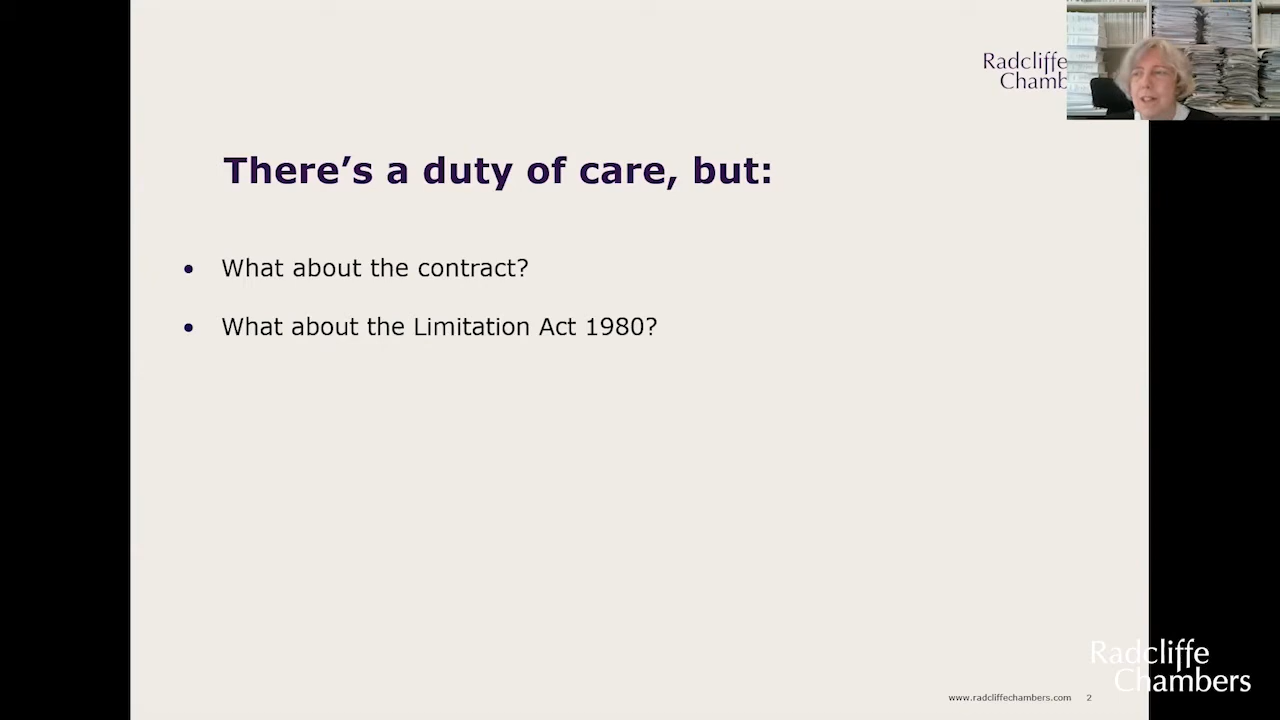 Radcliffe
Chamb
There’s a duty of care, but:
• What about the contract?
• What about the Limitation Act 1980?
www.radcliffechambers.com 2
Radcliffe
Chambers